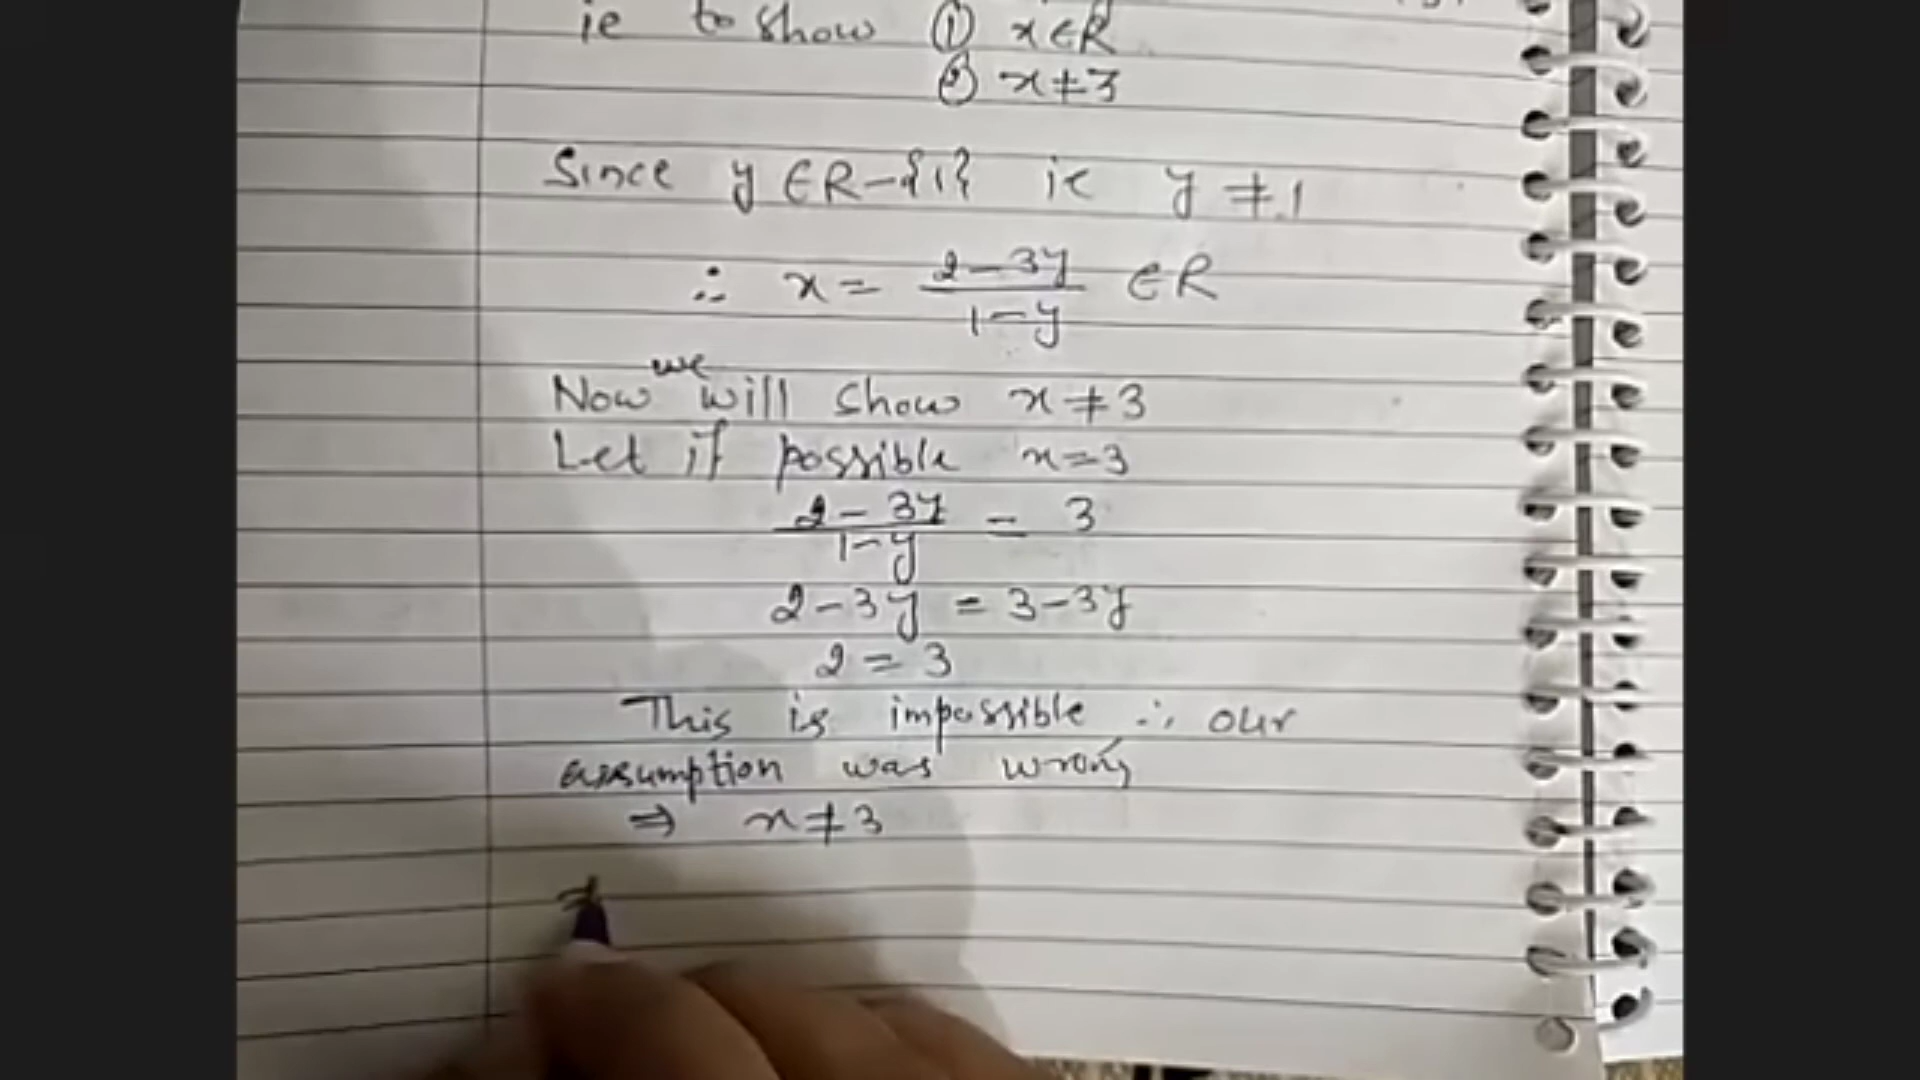 ie to show ① x∈R
② x≠3
Since y∈R-{1} ie y≠1
∴ x = (2-3y)/(1-y) ∈R
Now we will show x≠3
Let if possible x=3
(2-3y)/(1-y) = 3
2-3y = 3-3y
2=3
This is impossible ∴ our
assumption was wrong
⇒ x≠3